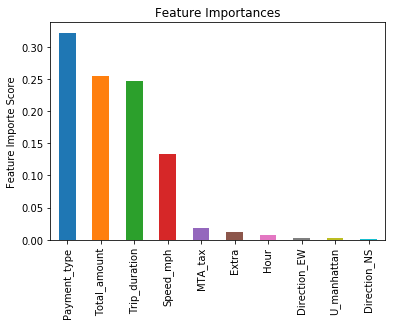 Feature Importances
Feature Importe Score
0.30
0.25
0.20
0.15
0.10
0.05
0.00
Payment_type
Total_amount
Trip_duration
Speed_mph
MTA_tax
Extra
Hour
Direction_EW
U_manhattan
Direction_NS